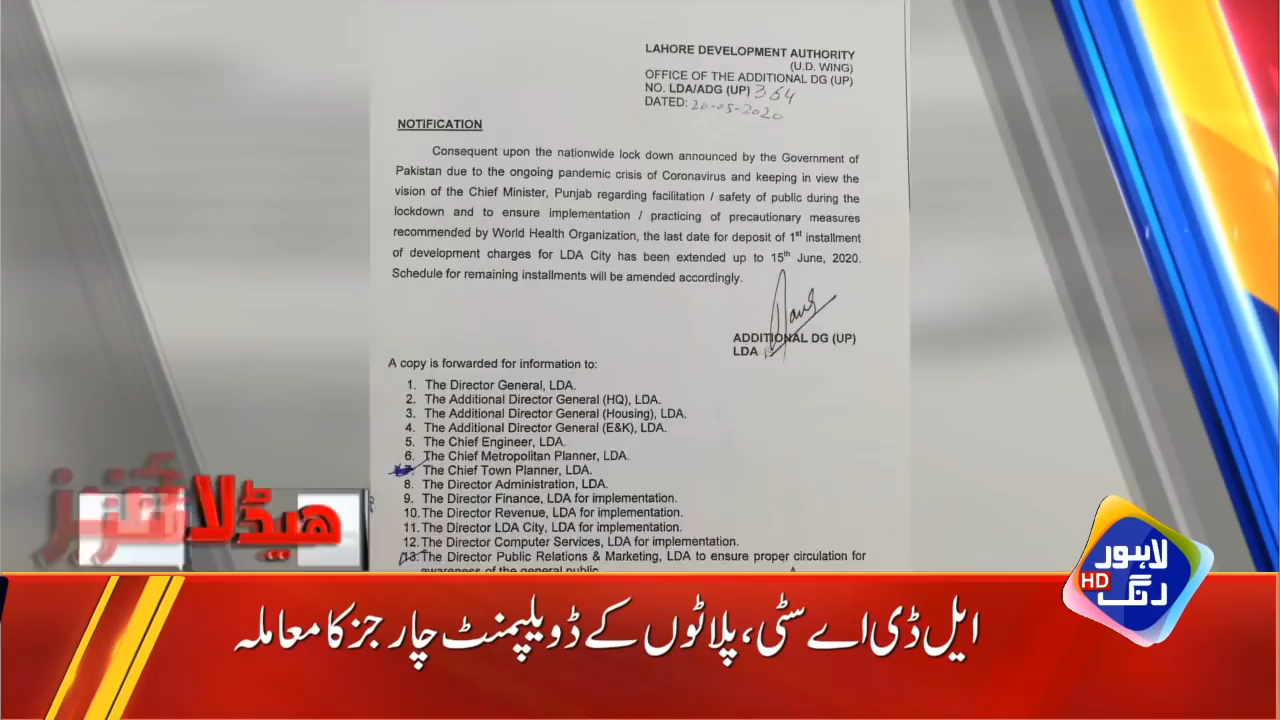 LAHORE DEVELOPMENT AUTHORITY
(U.D. WING)
OFFICE OF THE ADDITIONAL DG (UP)
NO. LDA/ADG (UP) 364
DATED: 20-05-2020
NOTIFICATION
Consequent upon the nationwide lock down announced by the Government of
Pakistan due to the ongoing pandemic crisis of Coronavirus and keeping in view the
vision of the Chief Minister, Punjab regarding facilitation / safety of public during the
lockdown and to ensure implementation / practicing of precautionary measures
recommended by World Health Organization, the last date for deposit of 1st installment
of development charges for LDA City has been extended up to 15th June, 2020.
Schedule for remaining installments will be amended accordingly.
ADDITIONAL DG (UP)
LDA
A copy is forwarded for information to:
1. The Director General, LDA.
2. The Additional Director General (HQ), LDA.
3. The Additional Director General (Housing), LDA.
4. The Additional Director General (E&K), LDA.
5. The Chief Engineer, LDA.
6. The Chief Metropolitan Planner, LDA.
7. The Chief Town Planner, LDA.
8. The Director Administration, LDA.
9. The Director Finance, LDA for implementation.
10. The Director Revenue, LDA for implementation.
11. The Director LDA City, LDA for implementation.
12. The Director Computer Services, LDA for implementation.
13. The Director Public Relations & Marketing, LDA to ensure proper circulation for
awareness of the general public.
ہیڈلائنز
لاہور
رنگ HD
ایل ڈی اے سٹی، پلاٹوں کے ڈویلپمنٹ چارجز کا معاملہ